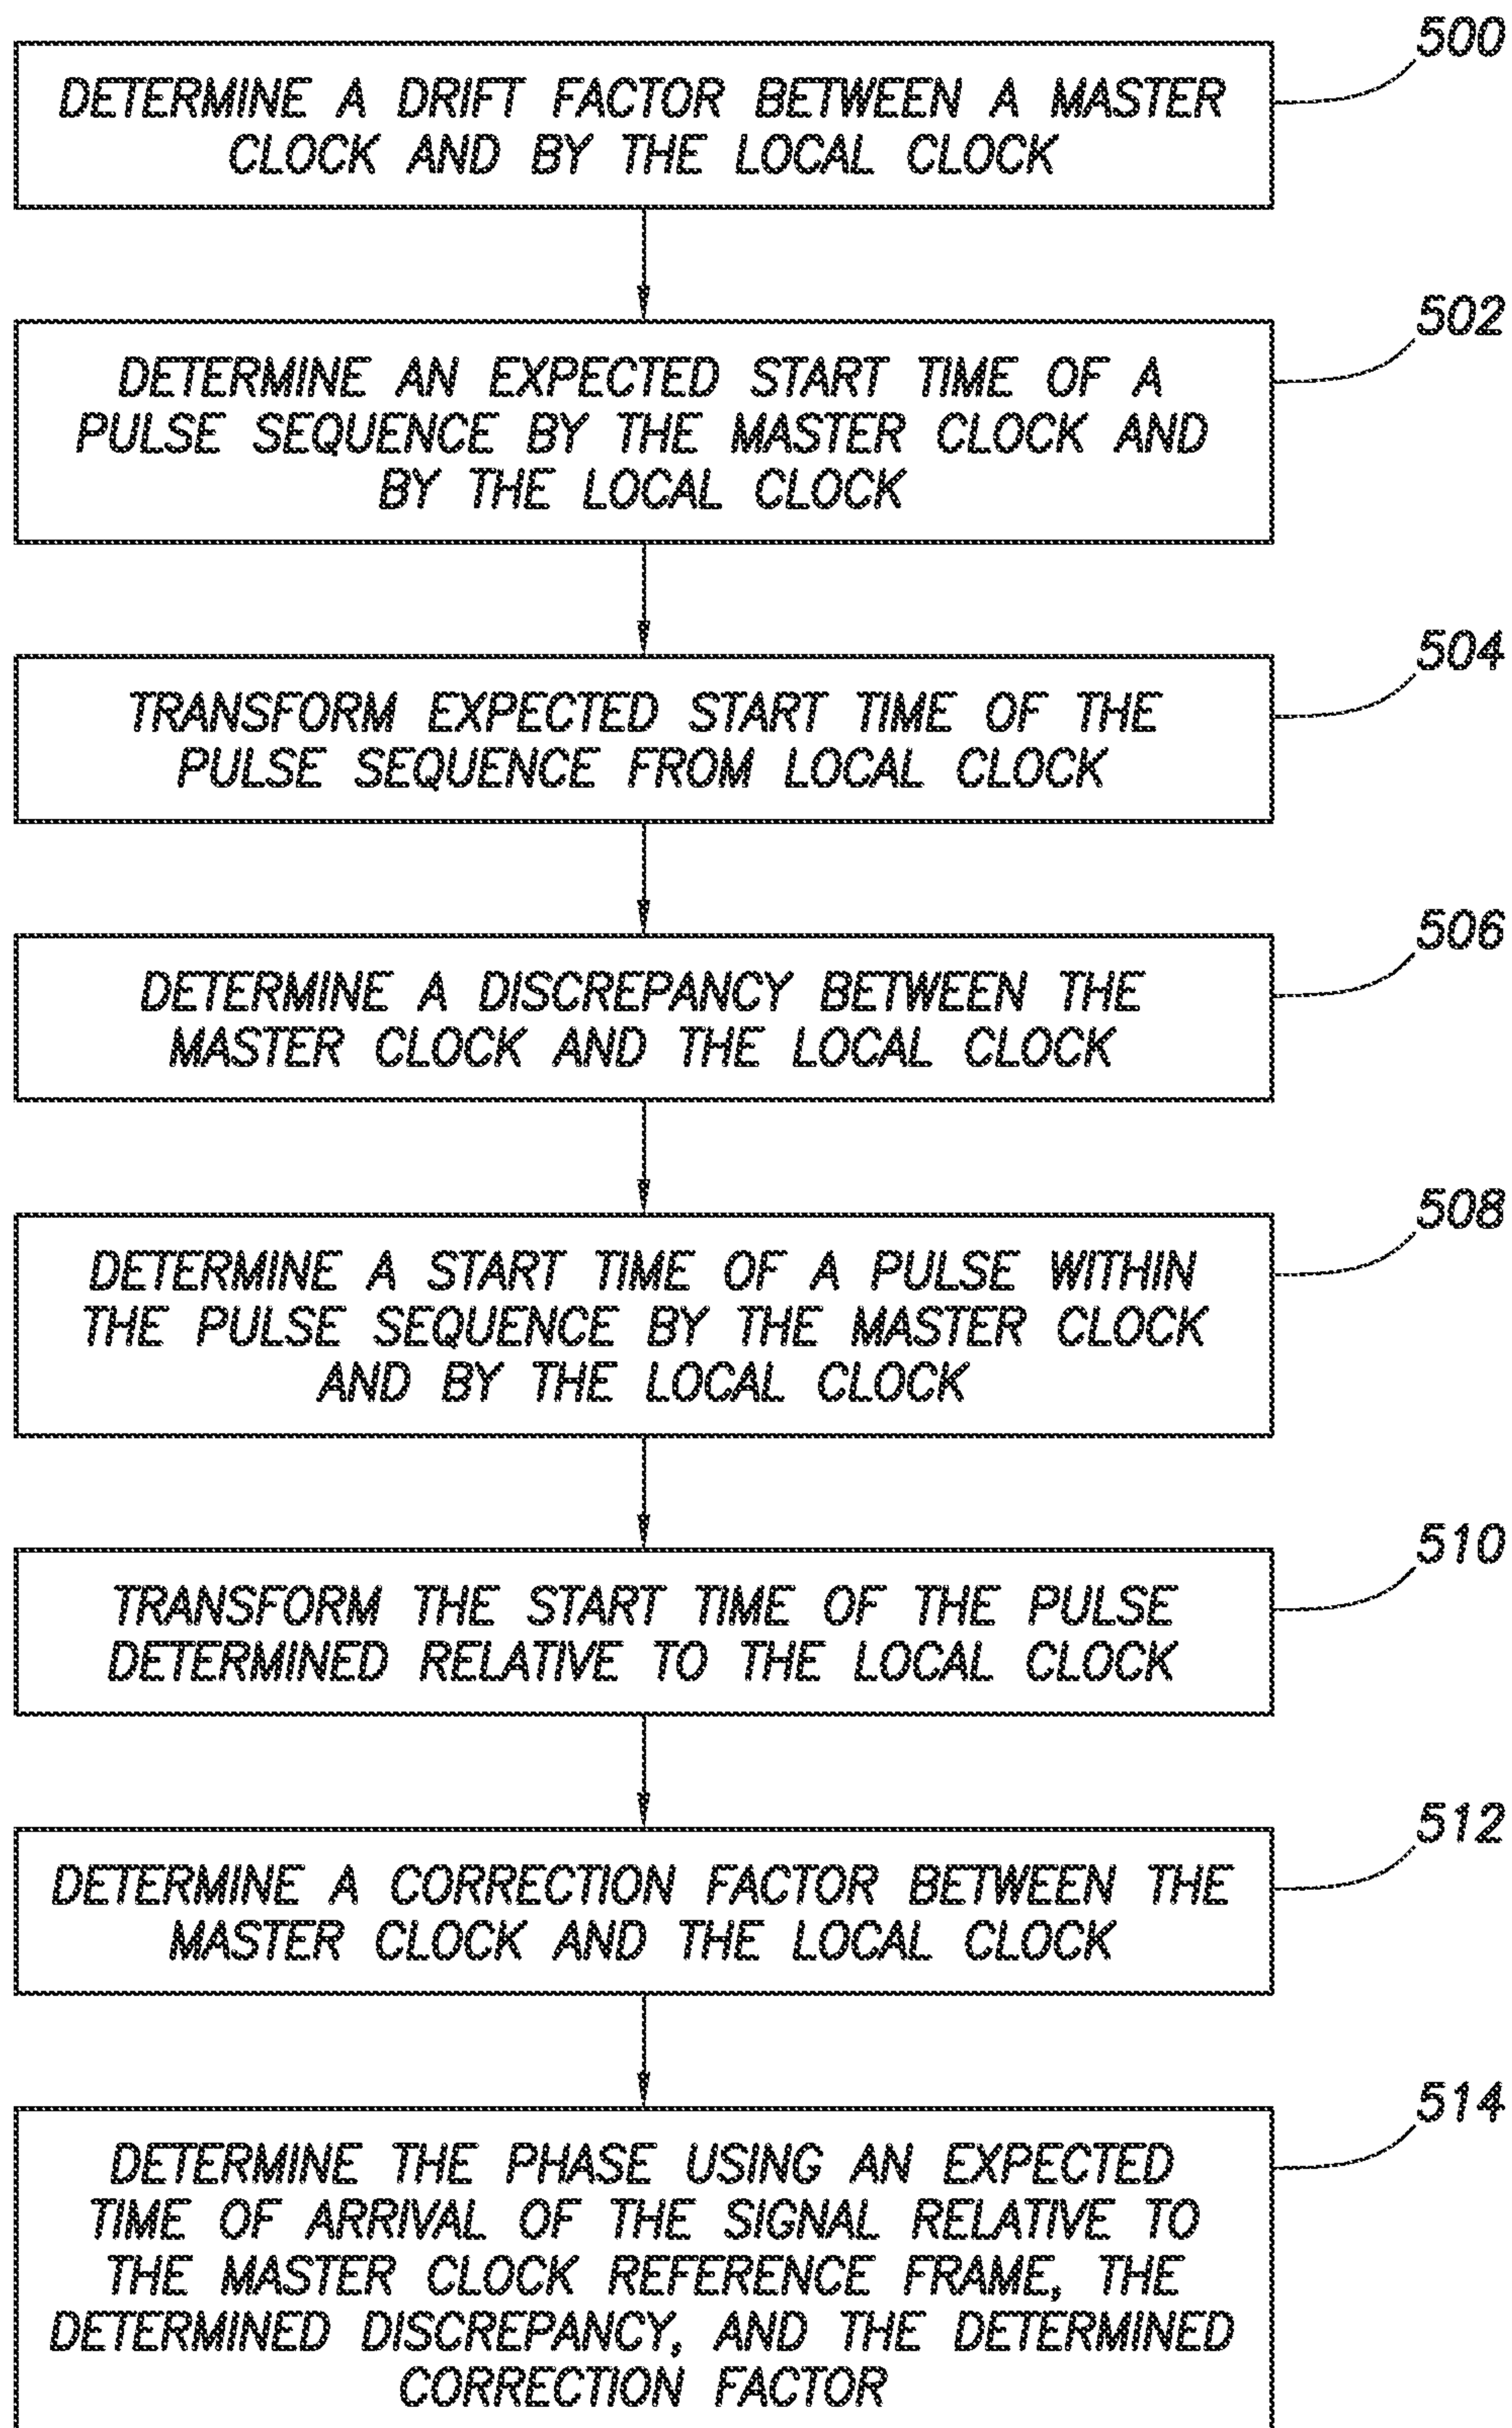 500
DETERMINE A DRIFT FACTOR BETWEEN A MASTER
CLOCK AND BY THE LOCAL CLOCK
502
DETERMINE AN EXPECTED START TIME OF A
PULSE SEQUENCE BY THE MASTER CLOCK AND
BY THE LOCAL CLOCK
504
TRANSFORM EXPECTED START TIME OF THE
PULSE SEQUENCE FROM LOCAL CLOCK
506
DETERMINE A DISCREPANCY BETWEEN THE
MASTER CLOCK AND THE LOCAL CLOCK
508
DETERMINE A START TIME OF A PULSE WITHIN
THE PULSE SEQUENCE BY THE MASTER CLOCK
AND BY THE LOCAL CLOCK
510
TRANSFORM THE START TIME OF THE PULSE
DETERMINED RELATIVE TO THE LOCAL CLOCK
512
DETERMINE A CORRECTION FACTOR BETWEEN THE
MASTER CLOCK AND THE LOCAL CLOCK
514
DETERMINE THE PHASE USING AN EXPECTED
TIME OF ARRIVAL OF THE SIGNAL RELATIVE TO
THE MASTER CLOCK REFERENCE FRAME, THE
DETERMINED DISCREPANCY, AND THE DETERMINED
CORRECTION FACTOR